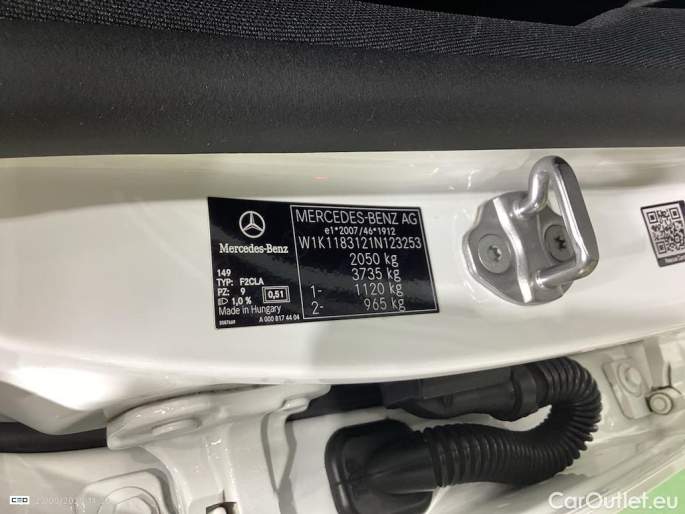 MERCEDES-BENZ AG
e1*2007/46*1912
W1K1183121N123253
2050 kg
3735 kg
1- 1120 kg
2- 965 kg
Mercedes-Benz
149
TYP: F2CLA
PZ: 9
1,0 % 0,51
Made in Hungary
A 000 817 44 04
CarOutlet.eu